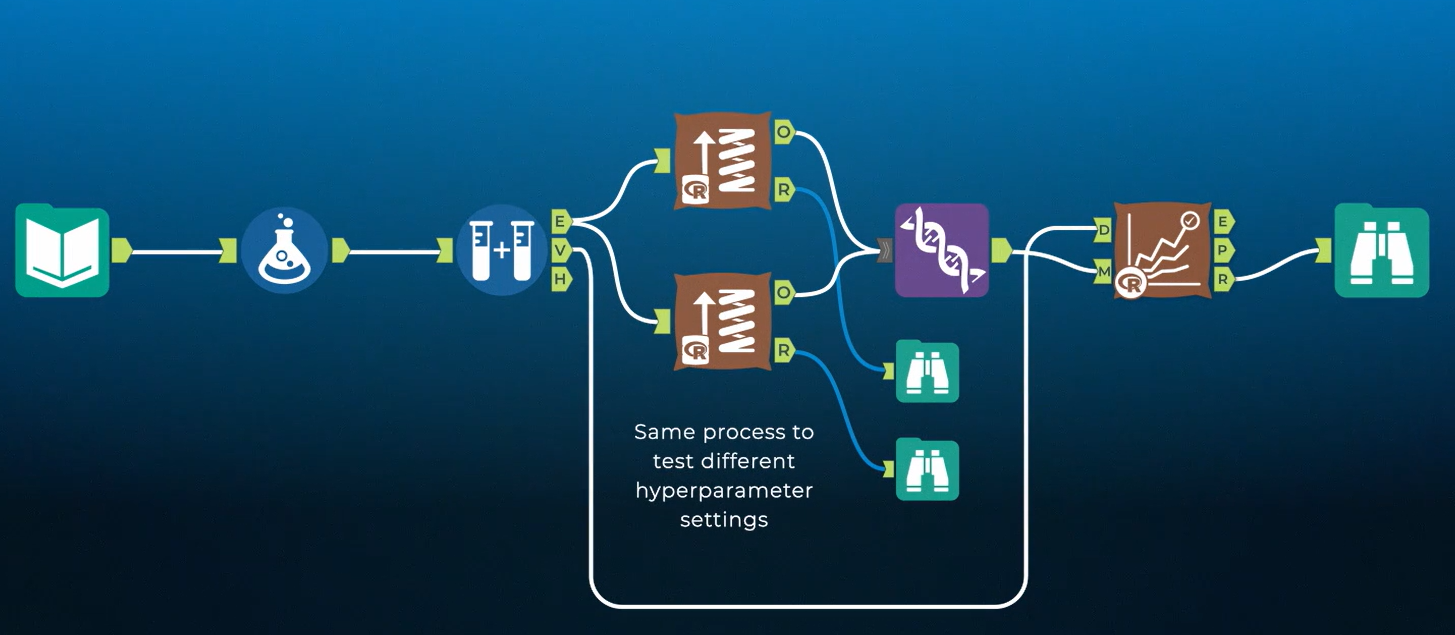 E
V
H
O
R
R
O
R
R
D
M
E
P
R
R
Same process to
test different
hyperparameter
settings